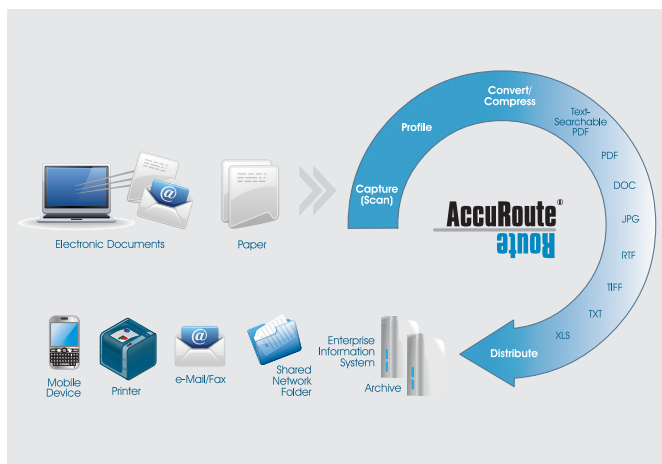 Convert/
Compress
Profile
Capture
(Scan)
Text-
Searchable
PDF
PDF
DOC
JPG
RTF
TIFF
TXT
XLS
Distribute
AccuRoute®
Route
@
Electronic Documents
Paper
Mobile
Device
Printer
@
e-Mail/Fax
Shared
Network
Folder
Enterprise
Information
System
Archive